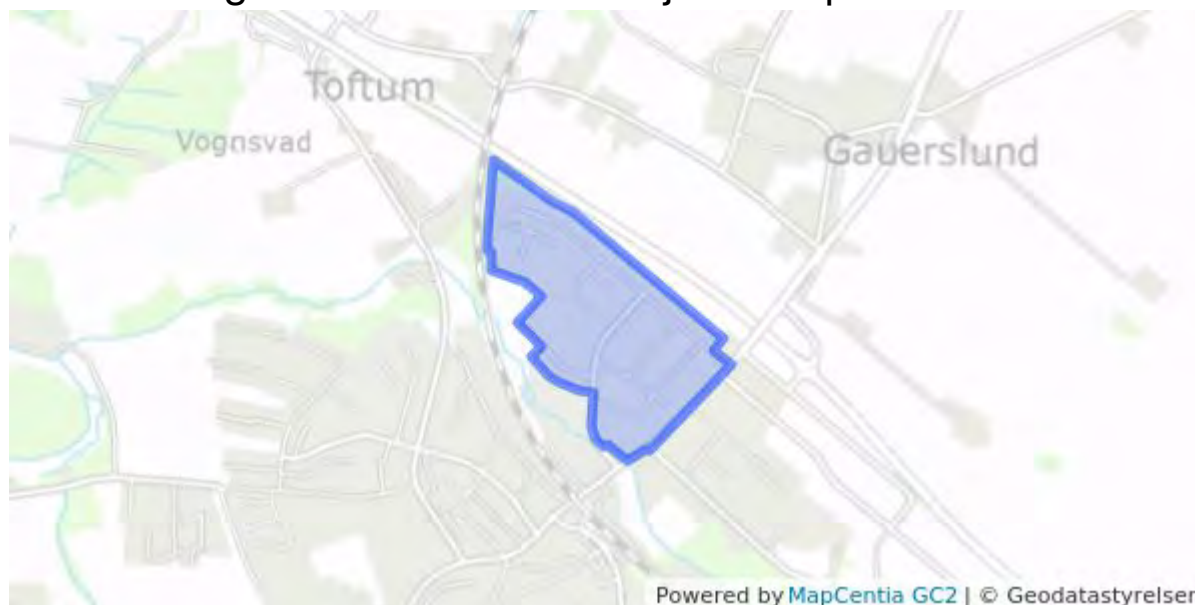 Toftum
Vognsvad
Gauerslund
Powered by MapCentia GC2 | © Geodatastyrelsen